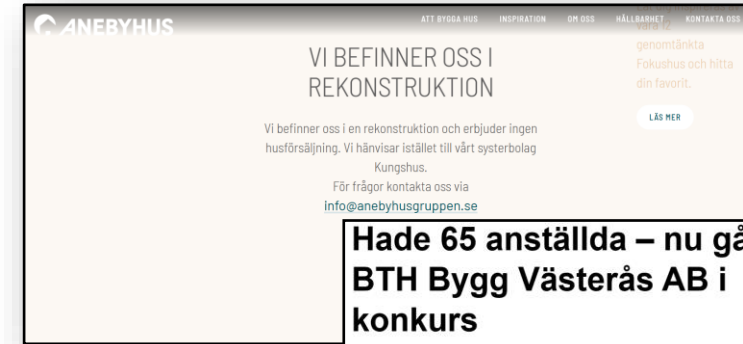 ANEBYHUS
ATT BYGGA HUS INSPIRATION OM OSS HÅLLBARHET KONTAKTA OSS
våra 12
genomtänkta
Fokushus och hitta
din favorit.
LÄS MER
VI BEFINNER OSS I
REKONSTRUKTION
Vi befinner oss i en rekonstruktion och erbjuder ingen
husförsäljning. Vi hänvisar istället till vårt systerbolag
Kungshus.
För frågor kontakta oss via
info@anebyhusgruppen.se
Hade 65 anställda – nu gå
BTH Bygg Västerås AB i
konkurs